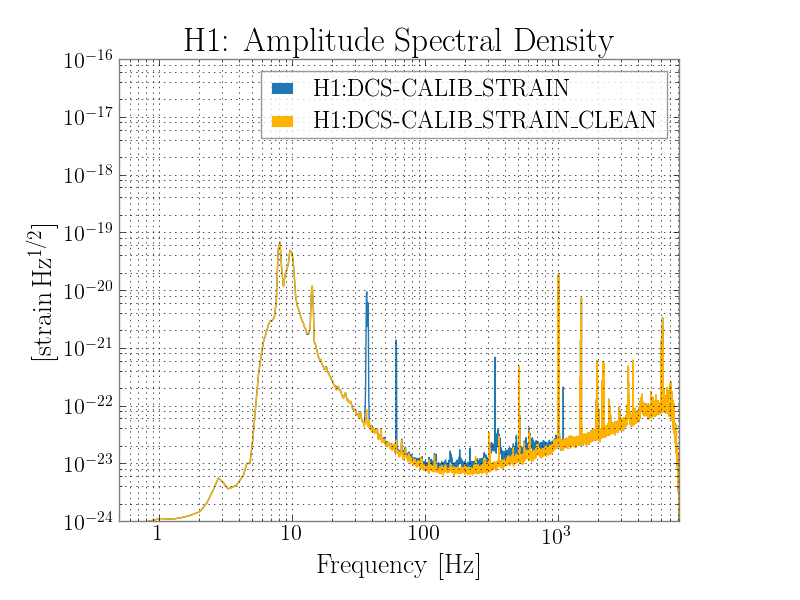 H1: Amplitude Spectral Density
H1:DCS-CALIB_STRAIN
H1:DCS-CALIB_STRAIN_CLEAN
[strain Hz^{1/2}]
10^{-16}
10^{-17}
10^{-18}
10^{-19}
10^{-20}
10^{-21}
10^{-22}
10^{-23}
10^{-24}
1 10 100 10^{3}
Frequency [Hz]